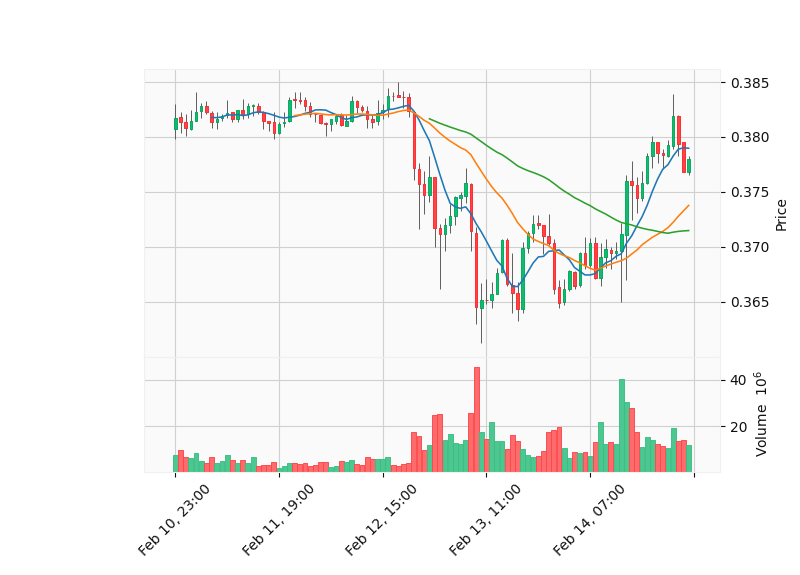 0.385
0.380
0.375
0.370
0.365
Price
40
20
Volume 10^6
Feb 10, 23:00
Feb 11, 19:00
Feb 12, 15:00
Feb 13, 11:00
Feb 14, 07:00